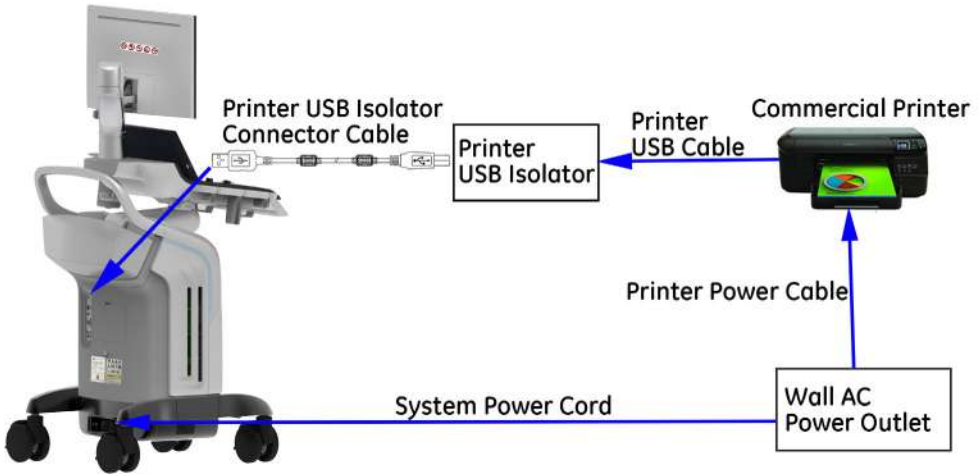 Printer USB Isolator
Connector Cable
Printer
USB Isolator
Printer
USB Cable
Commercial Printer
Printer Power Cable
System Power Cord
Wall AC
Power Outlet